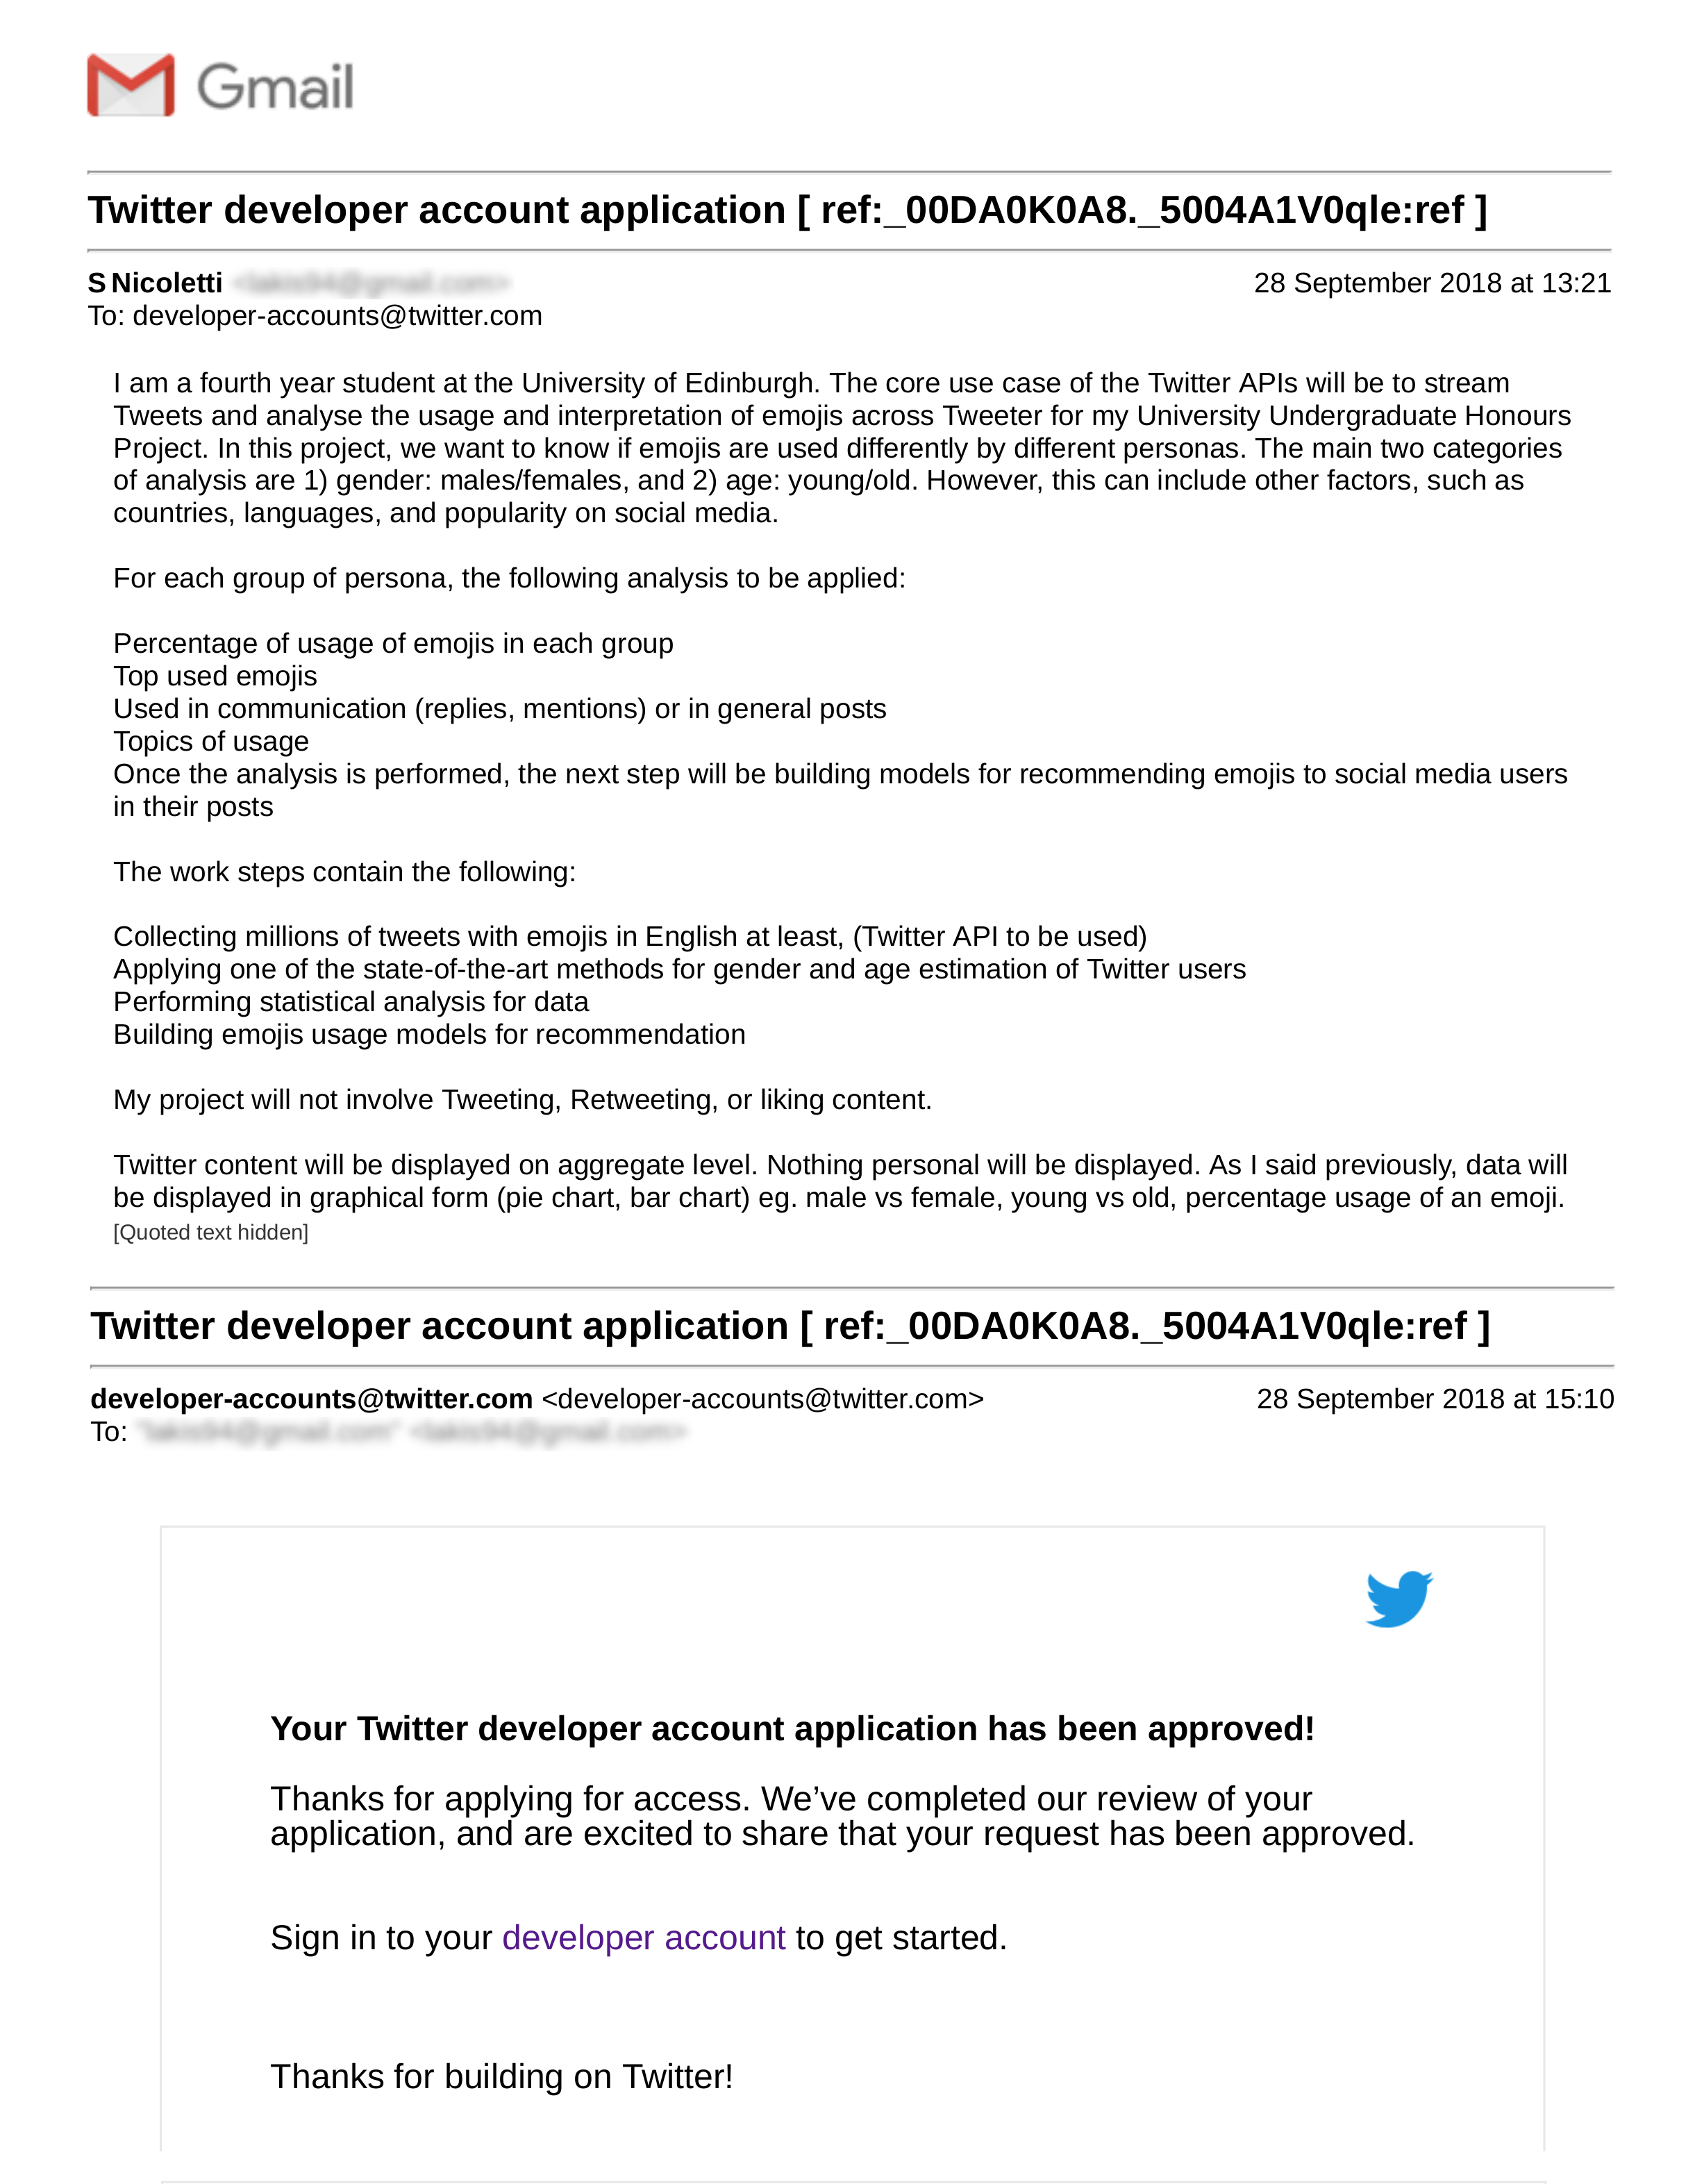 Gmail
Twitter developer account application [ ref:_00DA0K0A8._5004A1V0qle:ref ]
S Nicoletti
28 September 2018 at 13:21
To: developer-accounts@twitter.com
I am a fourth year student at the University of Edinburgh. The core use case of the Twitter APIs will be to stream
Tweets and analyse the usage and interpretation of emojis across Tweeter for my University Undergraduate Honours
Project. In this project, we want to know if emojis are used differently by different personas. The main two categories
of analysis are 1) gender: males/females, and 2) age: young/old. However, this can include other factors, such as
countries, languages, and popularity on social media.
For each group of persona, the following analysis to be applied:
Percentage of usage of emojis in each group
Top used emojis
Used in communication (replies, mentions) or in general posts
Topics of usage
Once the analysis is performed, the next step will be building models for recommending emojis to social media users
in their posts
The work steps contain the following:
Collecting millions of tweets with emojis in English at least, (Twitter API to be used)
Applying one of the state-of-the-art methods for gender and age estimation of Twitter users
Performing statistical analysis for data
Building emojis usage models for recommendation
My project will not involve Tweeting, Retweeting, or liking content.
Twitter content will be displayed on aggregate level. Nothing personal will be displayed. As I said previously, data will
be displayed in graphical form (pie chart, bar chart) eg. male vs female, young vs old, percentage usage of an emoji.
[Quoted text hidden]
Twitter developer account application [ ref:_00DA0K0A8._5004A1V0qle:ref ]
developer-accounts@twitter.com <developer-accounts@twitter.com>
28 September 2018 at 15:10
To:
Your Twitter developer account application has been approved!
Thanks for applying for access. We’ve completed our review of your
application, and are excited to share that your request has been approved.
Sign in to your developer account to get started.
Thanks for building on Twitter!